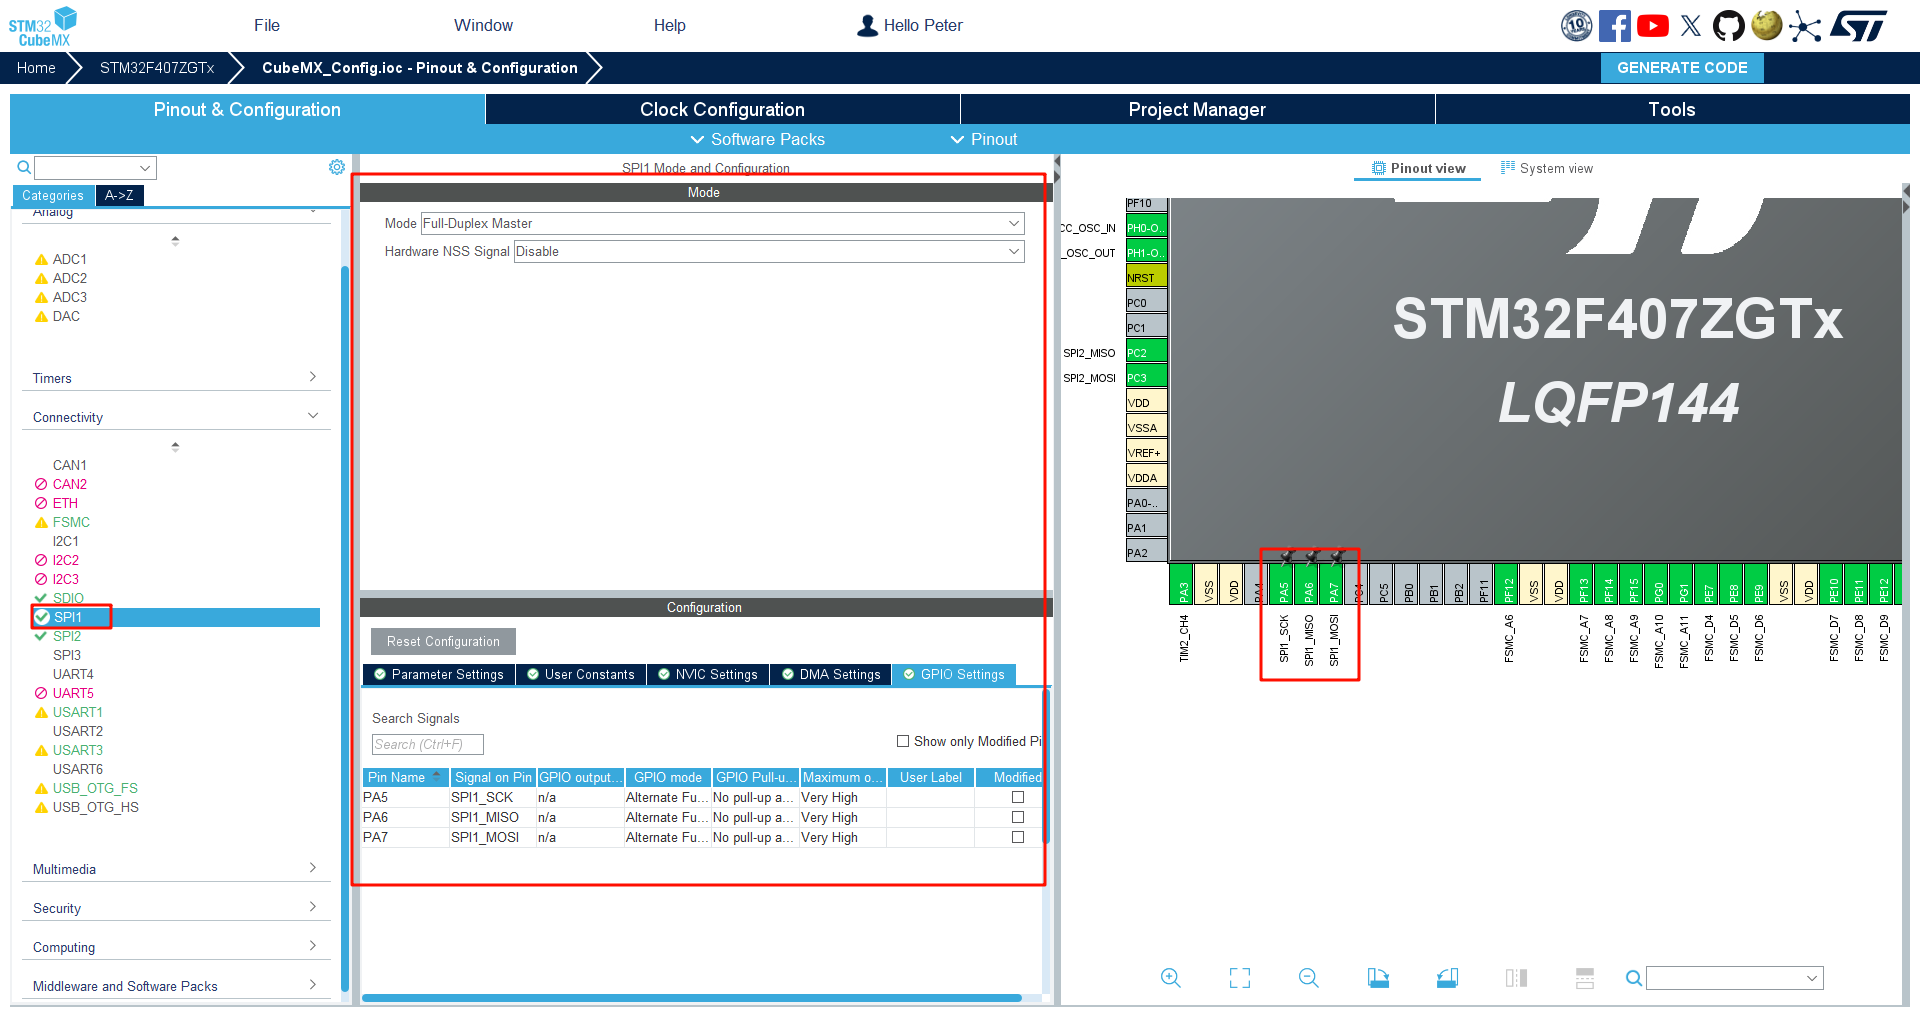 STM32
CubeMX
File
Window
Help
Hello Peter
10
Home
STM32F407ZGTx
CubeMX_Config.ioc - Pinout & Configuration
GENERATE CODE
Pinout & Configuration
Clock Configuration
Project Manager
Tools
Software Packs
Pinout
Categories
A->Z
Analog
ADC1
ADC2
ADC3
DAC
Timers
Connectivity
CAN1
CAN2
ETH
FSMC
I2C1
I2C2
I2C3
SDIO
SPI1
SPI2
SPI3
UART4
UART5
USART1
USART2
USART3
USART6
USB_OTG_FS
USB_OTG_HS
Multimedia
Security
Computing
Middleware and Software Packs
SPI1 Mode and Configuration
Mode
Mode Full-Duplex Master
Hardware NSS Signal Disable
Configuration
Reset Configuration
Parameter Settings
User Constants
NVIC Settings
DMA Settings
GPIO Settings
Search Signals
Search (Ctrl+F)
Show only Modified Pi
Pin Name Signal on Pin GPIO output... GPIO mode GPIO Pull-u... Maximum o... User Label Modified
PA5 SPI1_SCK n/a Alternate Fu... No pull-up a... Very High
PA6 SPI1_MISO n/a Alternate Fu... No pull-up a... Very High
PA7 SPI1_MOSI n/a Alternate Fu... No pull-up a... Very High
Pinout view
System view
PF10
CC_OSC_IN PH0-O..
_OSC_OUT PH1-O..
NRST
PC0
PC1
SPI2_MISO PC2
SPI2_MOSI PC3
VDD
VSSA
VREF+
VDDA
PA0-..
PA1
PA2
STM32F407ZGTx
LQFP144
PA3 VSS VDD PA4 PA5 PA6 PA7 PC4 PC5 PB0 PB1 PB2 PF11 PF12 VSS VDD PF13 PF14 PF15 PG0 PG1 PE7 PE8 PE9 VSS VDD PE10 PE11 PE12
TIM2_CH4 SPI1_SCK SPI1_MISO SPI1_MOSI FSMC_A6 FSMC_A7 FSMC_A8 FSMC_A9 FSMC_A10 FSMC_A11 FSMC_D4 FSMC_D5 FSMC_D6 FSMC_D7 FSMC_D8 FSMC_D9